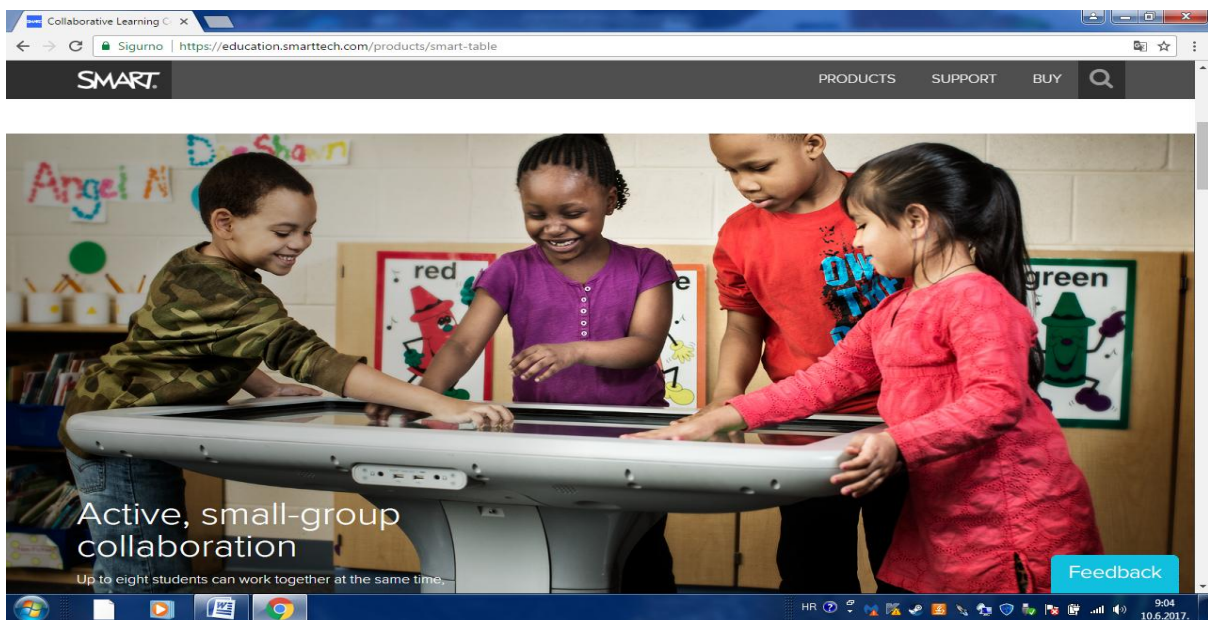 Collaborative Learning C
Sigurno | https://education.smarttech.com/products/smart-table
SMART.
PRODUCTS SUPPORT BUY
Angel N
DaeShawn
red
green
Active, small-group
collaboration
Up to eight students can work together at the same time,
Feedback
HR
9:04
10.6.2017.